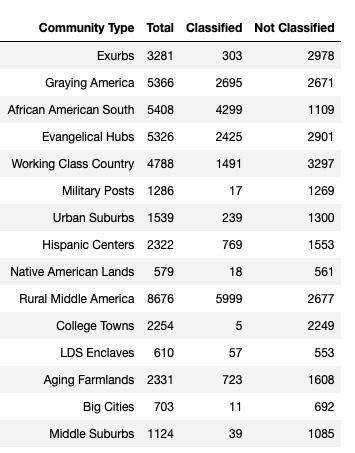 Community Type Total Classified Not Classified
Exurbs 3281 303 2978
Graying America 5366 2695 2671
African American South 5408 4299 1109
Evangelical Hubs 5326 2425 2901
Working Class Country 4788 1491 3297
Military Posts 1286 17 1269
Urban Suburbs 1539 239 1300
Hispanic Centers 2322 769 1553
Native American Lands 579 18 561
Rural Middle America 8676 5999 2677
College Towns 2254 5 2249
LDS Enclaves 610 57 553
Aging Farmlands 2331 723 1608
Big Cities 703 11 692
Middle Suburbs 1124 39 1085